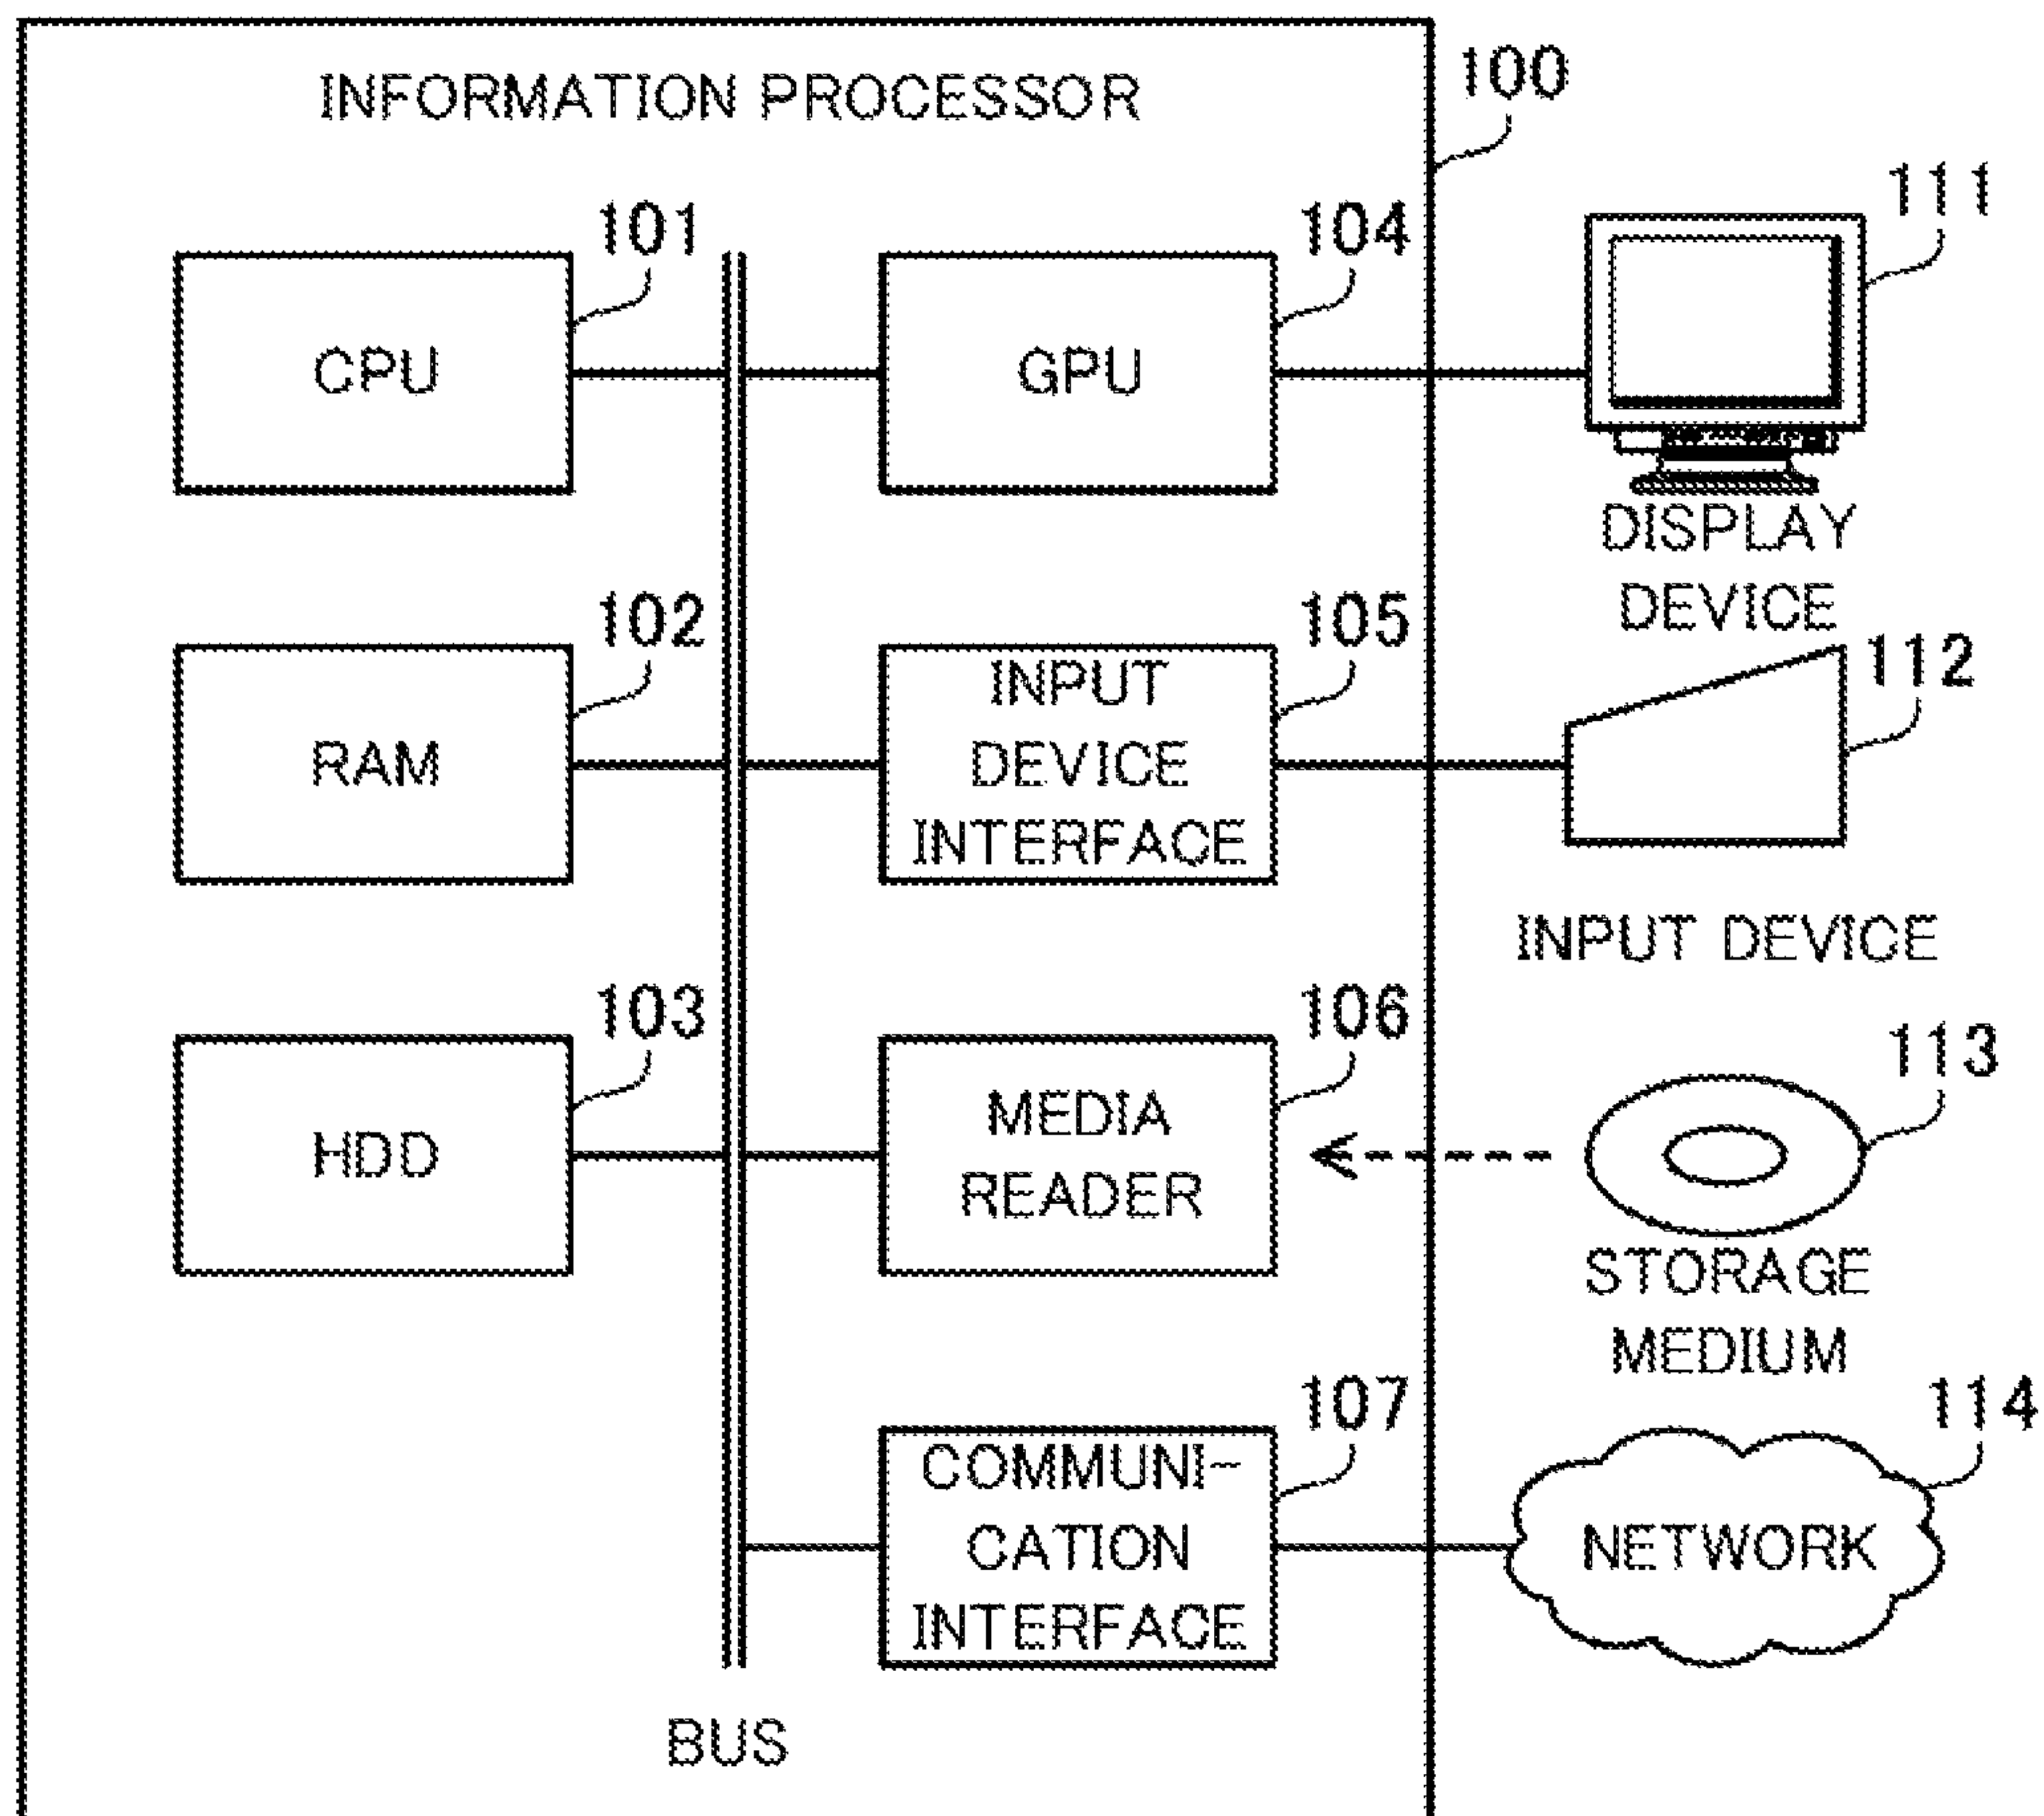 INFORMATION PROCESSOR
100
101
CPU
104
GPU
111
DISPLAY
DEVICE
102
RAM
105
INPUT
DEVICE
INTERFACE
112
INPUT DEVICE
103
HDD
106
MEDIA
READER
113
STORAGE
MEDIUM
107
COMMUNI-
CATION
INTERFACE
114
NETWORK
BUS